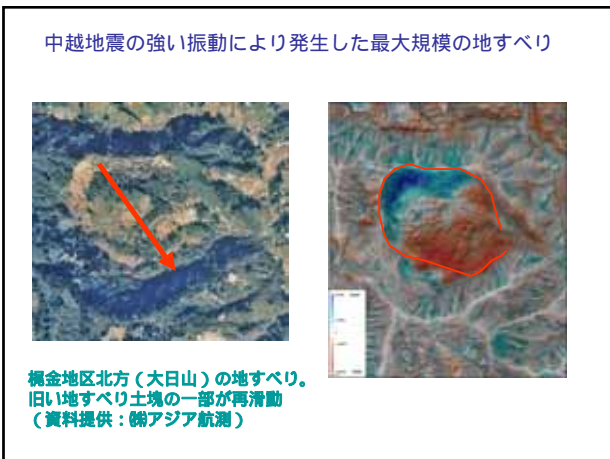 中越地震の強い振動により発生した最大規模の地すべり
梶金地区北方（大日山）の地すべり。
旧い地すべり土塊の一部が再滑動
（資料提供：㈱アジア航測）